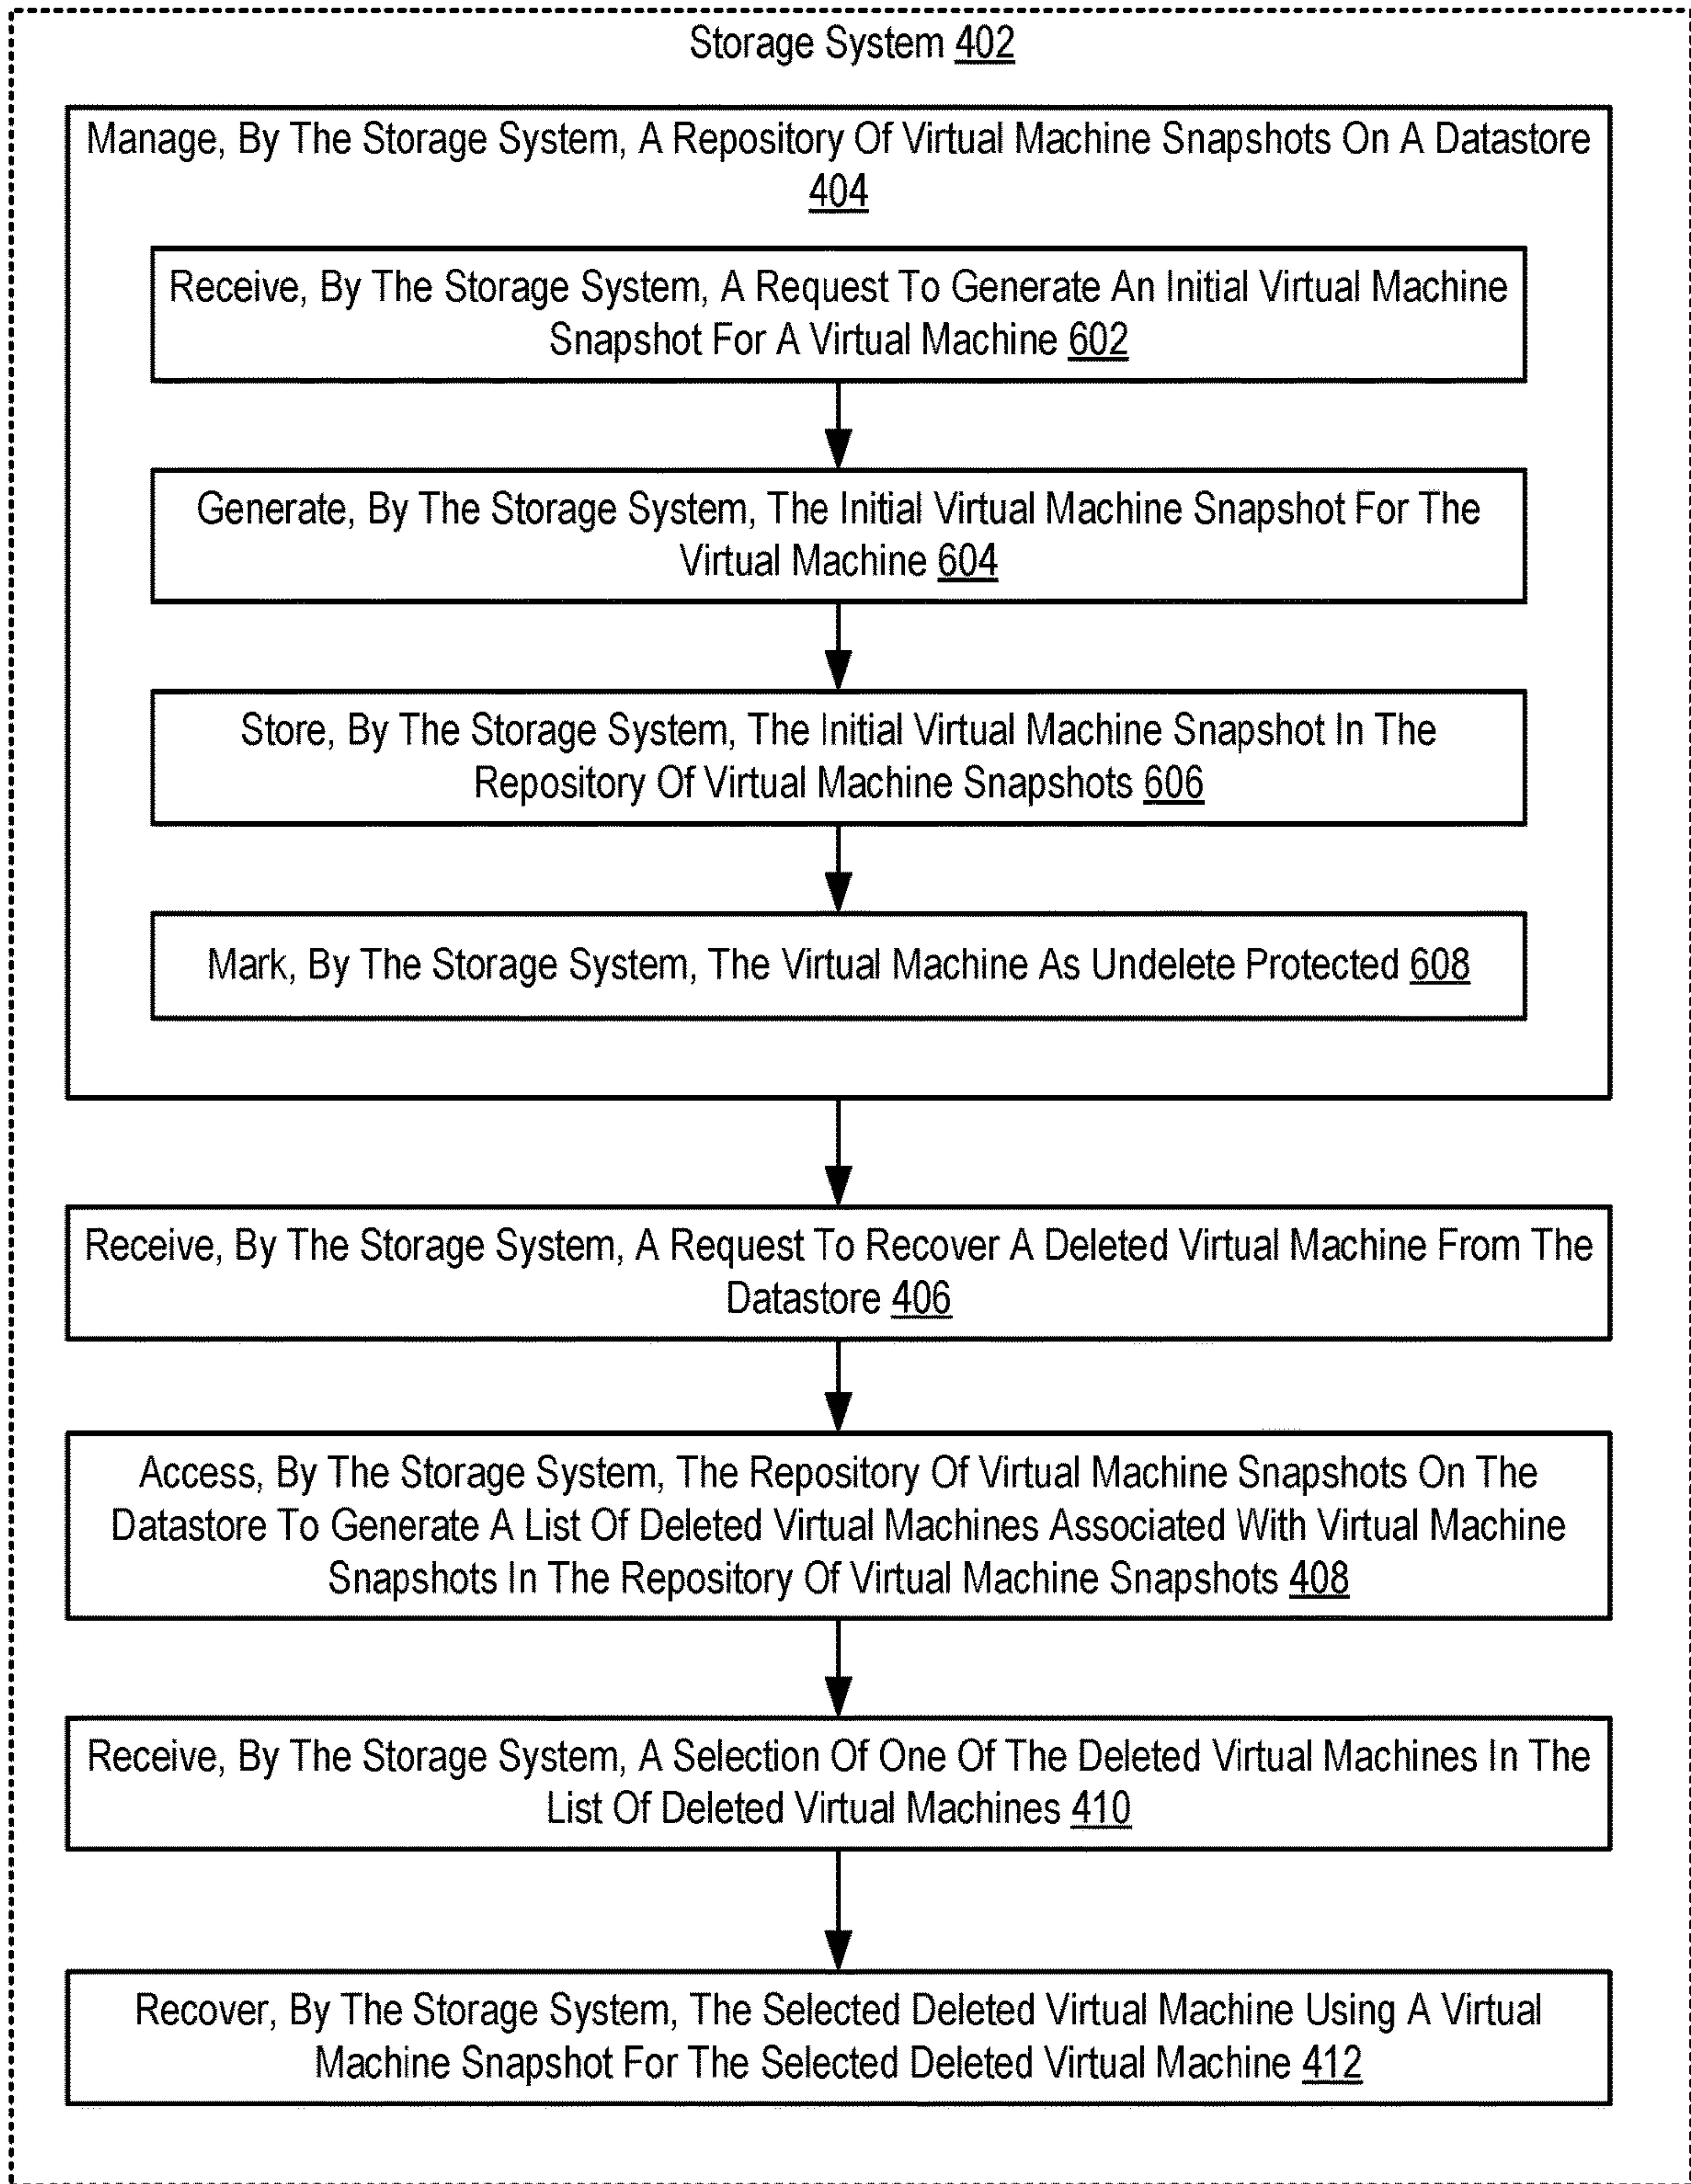 Storage System 402
Manage, By The Storage System, A Repository Of Virtual Machine Snapshots On A Datastore
404
Receive, By The Storage System, A Request To Generate An Initial Virtual Machine
Snapshot For A Virtual Machine 602
Generate, By The Storage System, The Initial Virtual Machine Snapshot For The
Virtual Machine 604
Store, By The Storage System, The Initial Virtual Machine Snapshot In The
Repository Of Virtual Machine Snapshots 606
Mark, By The Storage System, The Virtual Machine As Undelete Protected 608
Receive, By The Storage System, A Request To Recover A Deleted Virtual Machine From The
Datastore 406
Access, By The Storage System, The Repository Of Virtual Machine Snapshots On The
Datastore To Generate A List Of Deleted Virtual Machines Associated With Virtual Machine
Snapshots In The Repository Of Virtual Machine Snapshots 408
Receive, By The Storage System, A Selection Of One Of The Deleted Virtual Machines In The
List Of Deleted Virtual Machines 410
Recover, By The Storage System, The Selected Deleted Virtual Machine Using A Virtual
Machine Snapshot For The Selected Deleted Virtual Machine 412